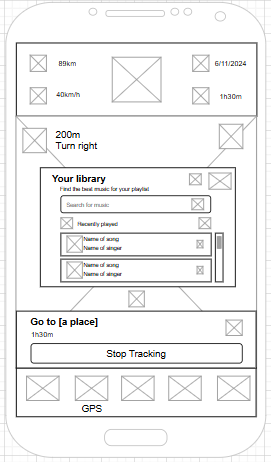 89km
6/11/2024
40km/h
1h30m
200m
Turn right
Your library
Find the best music for your playlist
Search for music
Recently played
Name of song
Name of singer
Name of song
Name of singer
Go to [a place]
1h30m
Stop Tracking
GPS